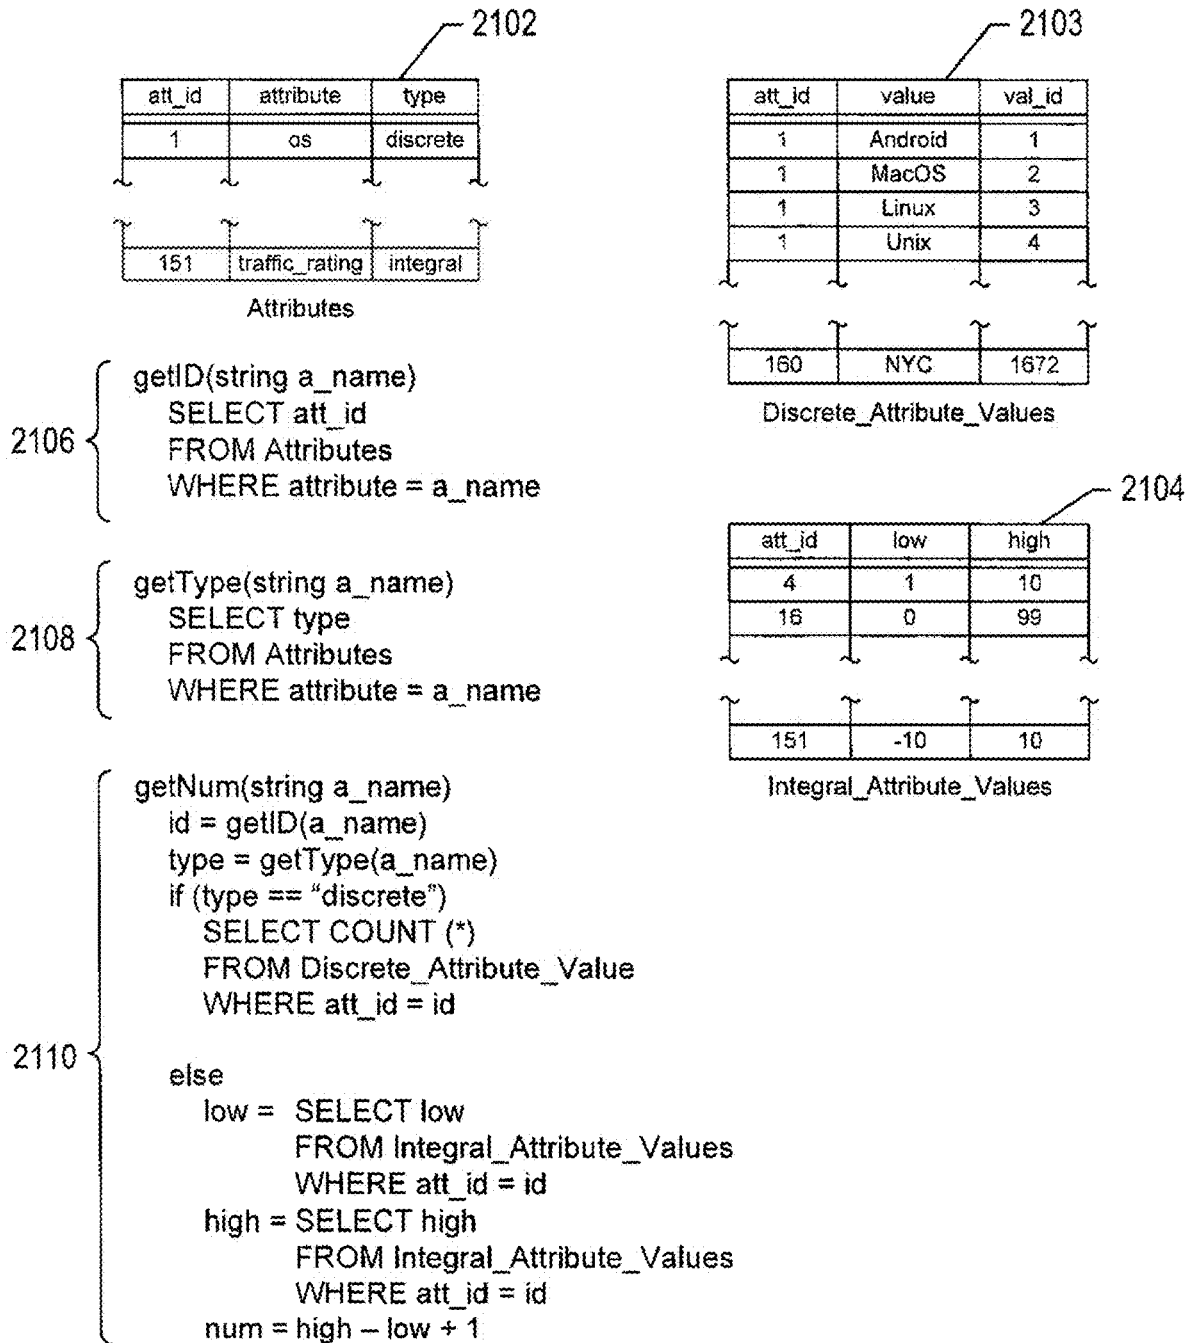 2102
att_id attribute type
1 os discrete
151 traffic_rating integral
Attributes
2103
att_id value val_id
1 Android 1
1 MacOS 2
1 Linux 3
1 Unix 4
160 NYC 1672
Discrete_Attribute_Values
2104
att_id low high
4 1 10
16 0 99
151 -10 10
Integral_Attribute_Values
2106
getID(string a_name)
SELECT att_id
FROM Attributes
WHERE attribute = a_name
2108
getType(string a_name)
SELECT type
FROM Attributes
WHERE attribute = a_name
2110
getNum(string a_name)
id = getID(a_name)
type = getType(a_name)
if (type == “discrete”)
SELECT COUNT (*)
FROM Discrete_Attribute_Value
WHERE att_id = id
else
low = SELECT low
FROM Integral_Attribute_Values
WHERE att_id = id
high = SELECT high
FROM Integral_Attribute_Values
WHERE att_id = id
num = high – low + 1